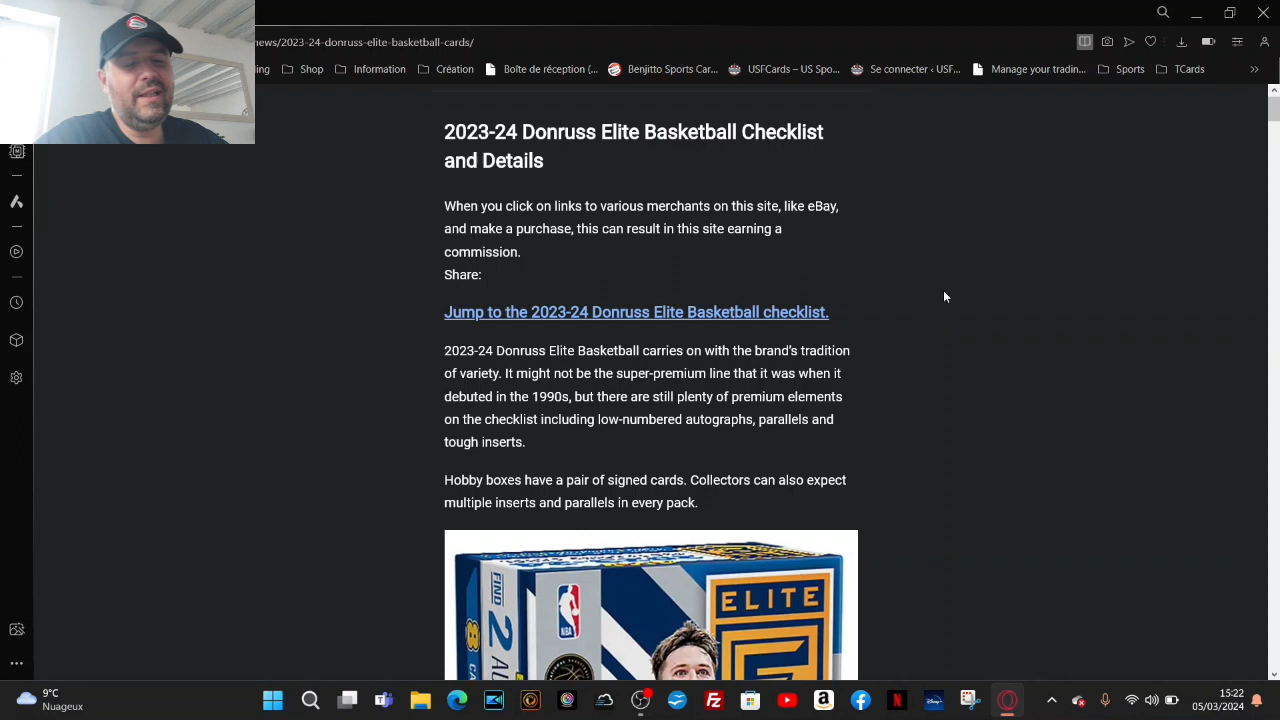 news/2023-24-donruss-elite-basketball-cards/
ing Shop Information Création Boîte de réception (... Benjitto Sports Car... USFCards – US Spo... Se connecter ‹ USF... Manage your tradin... Sports TCards
2023-24 Donruss Elite Basketball Checklist
and Details
When you click on links to various merchants on this site, like eBay,
and make a purchase, this can result in this site earning a
commission.
Share:
Jump to the 2023-24 Donruss Elite Basketball checklist.
2023-24 Donruss Elite Basketball carries on with the brand's tradition
of variety. It might not be the super-premium line that it was when it
debuted in the 1990s, but there are still plenty of premium elements
on the checklist including low-numbered autographs, parallels and
tough inserts.
Hobby boxes have a pair of signed cards. Collectors can also expect
multiple inserts and parallels in every pack.
FIND
2
NBA
ELITE
9°C
Nuageux
15:22
05/03/2024